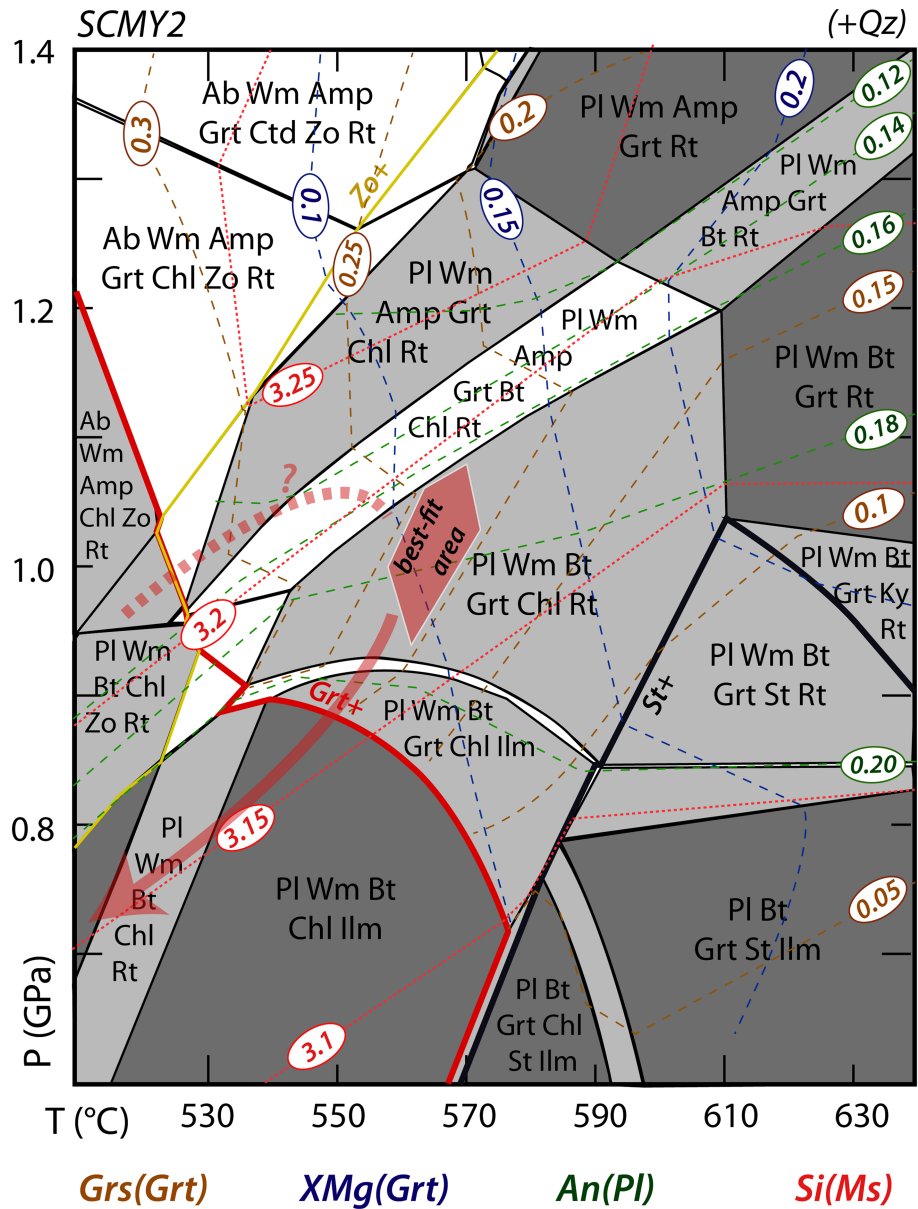 SCMY2
(+Qz)
1.4
1.2
1.0
0.8
P (GPa)
0.3
Ab Wm Amp
Grt Ctd Zo Rt
0.2
Pl Wm Amp
Grt Rt
0.2
0.12
0.14
Zo+
0.1
0.15
Pl Wm
Amp Grt
Bt Rt
0.16
Ab Wm Amp
Grt Chl Zo Rt
0.25
Pl Wm
Amp Grt
Chl Rt
0.15
Pl Wm
Amp
Grt Bt
Chl Rt
3.25
Pl Wm Bt
Grt Rt
Ab
Wm
Amp
Chl Zo
Rt
0.18
?
best-fit
area
0.1
Pl Wm Bt
Grt Chl Rt
Pl Wm Bt
Grt Ky
Rt
3.2
Pl Wm
Bt Chl
Zo Rt
Pl Wm Bt
Grt St Rt
St+
Grt+
Pl Wm Bt
Grt Chl Ilm
0.20
3.15
Pl
Wm
Bt
Chl
Rt
Pl Wm Bt
Chl Ilm
Pl Bt
Grt St Ilm
0.05
Pl Bt
Grt Chl
St Ilm
3.1
T (°C)
530
550
570
590
610
630
Grs(Grt)
XMg(Grt)
An(Pl)
Si(Ms)